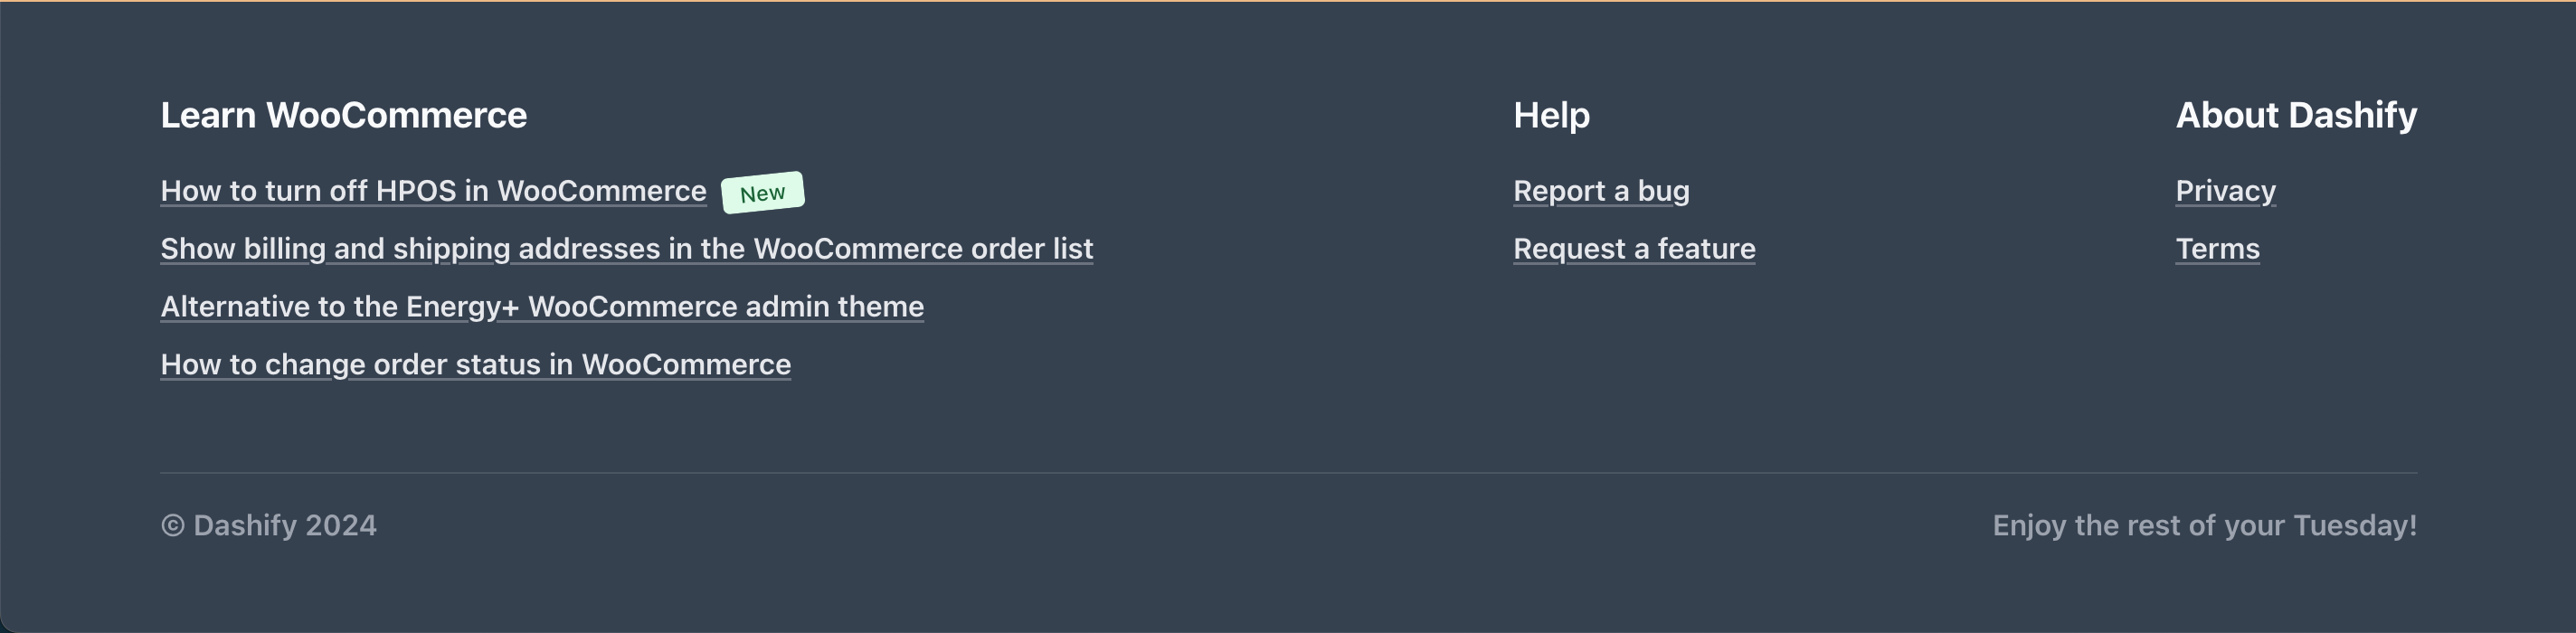 Learn WooCommerce
How to turn off HPOS in WooCommerce New
Show billing and shipping addresses in the WooCommerce order list
Alternative to the Energy+ WooCommerce admin theme
How to change order status in WooCommerce
Help
Report a bug
Request a feature
About Dashify
Privacy
Terms
© Dashify 2024
Enjoy the rest of your Tuesday!